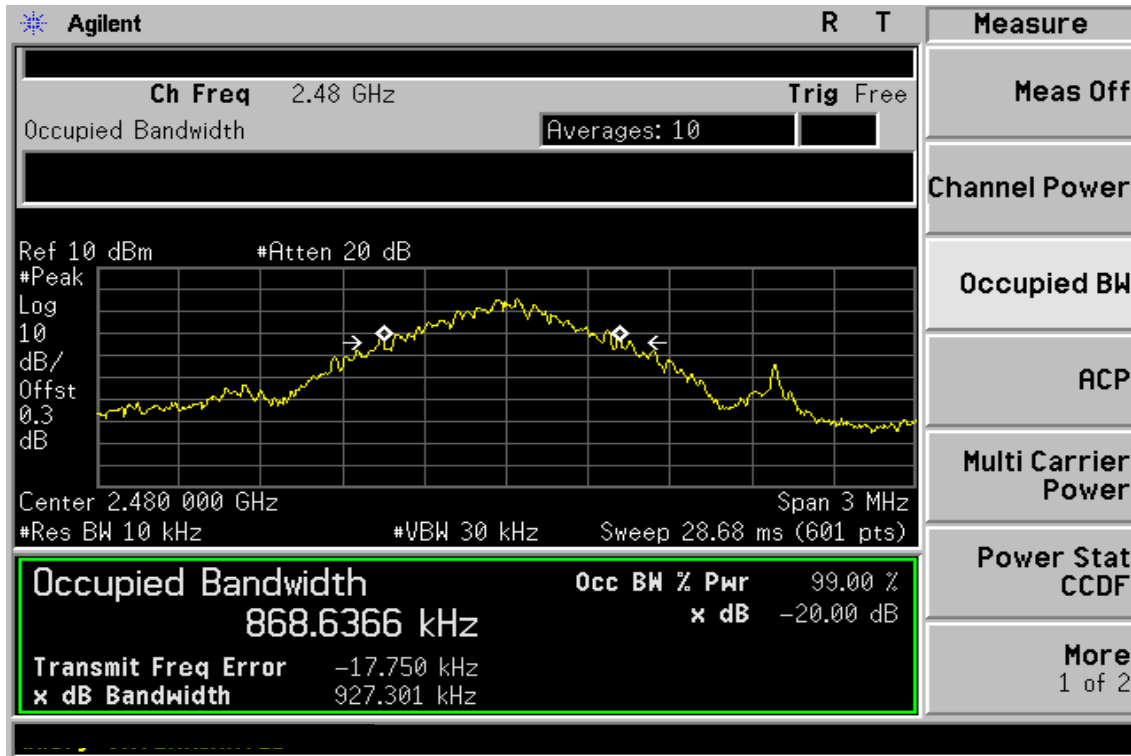 Agilent R T
Measure
Ch Freq 2.48 GHz Trig Free
Occupied Bandwidth Averages: 10
Meas Off
Channel Power
Occupied BW
ACP
Multi Carrier
Power
Power Stat
CCDF
More
1 of 2
Ref 10 dBm #Atten 20 dB
#Peak
Log
10
dB/
Offst
0.3
dB
Center 2.480 000 GHz Span 3 MHz
#Res BW 10 kHz #VBW 30 kHz Sweep 28.68 ms (601 pts)
Occupied Bandwidth Occ BW % Pwr 99.00 %
868.6366 kHz x dB -20.00 dB
Transmit Freq Error -17.750 kHz
x dB Bandwidth 927.301 kHz